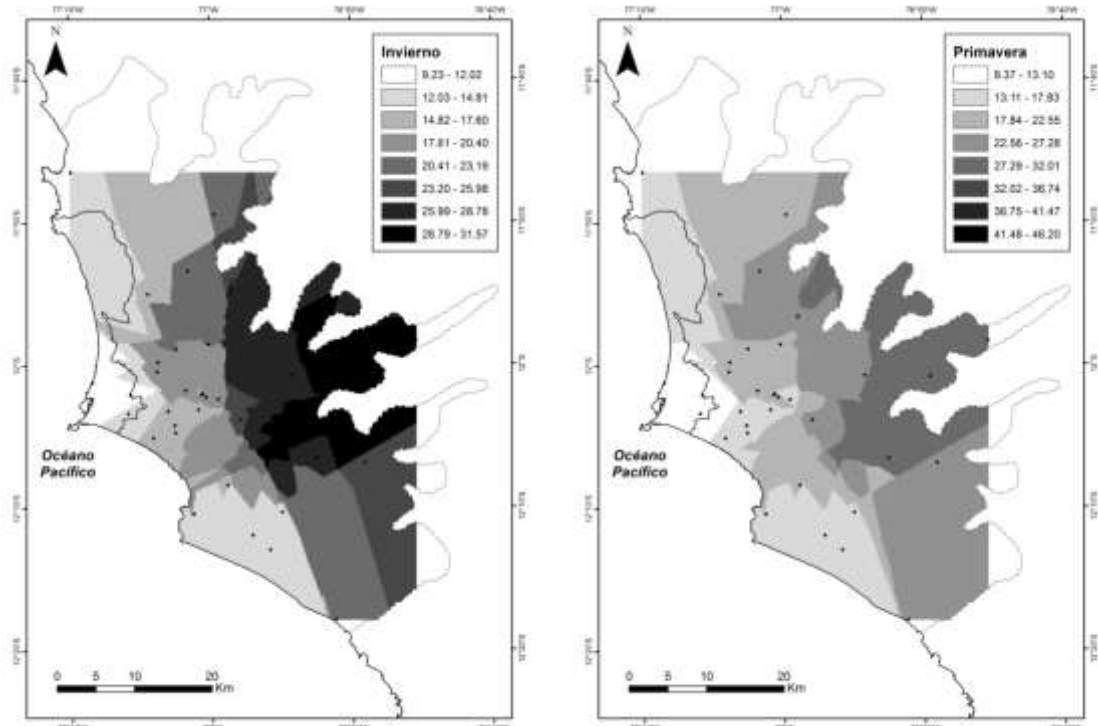 N
Invierno
9.23 - 12.02
12.03 - 14.81
14.82 - 17.60
17.61 - 20.40
20.41 - 23.19
23.20 - 25.98
25.99 - 28.78
28.79 - 31.57
77°W
12°S
Océano
Pacífico
0 5 10 20
Km
N
Primavera
8.37 - 13.10
13.11 - 17.83
17.84 - 22.55
22.56 - 27.28
27.29 - 32.01
32.02 - 36.74
36.75 - 41.47
41.48 - 46.20
77°W
12°S
Océano
Pacífico
0 5 10 20
Km